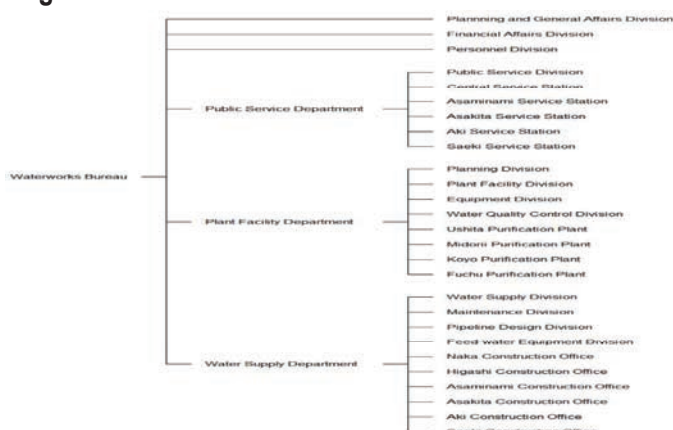 Plannning and General Affairs Division
Financial Affairs Division
Personnel Division
Public Service Department
Public Service Division
Central Service Station
Asaminami Service Station
Asakita Service Station
Aki Service Station
Saeki Service Station
Waterworks Bureau
Plant Facility Department
Planning Division
Plant Facility Division
Equipment Division
Water Quality Control Division
Ushita Purification Plant
Midorii Purification Plant
Koyo Purification Plant
Fuchu Purification Plant
Water Supply Department
Water Supply Division
Maintenance Division
Pipeline Design Division
Feed-water Equipment Division
Naka Construction Office
Higashi Construction Office
Asaminami Construction Office
Asakita Construction Office
Aki Construction Office